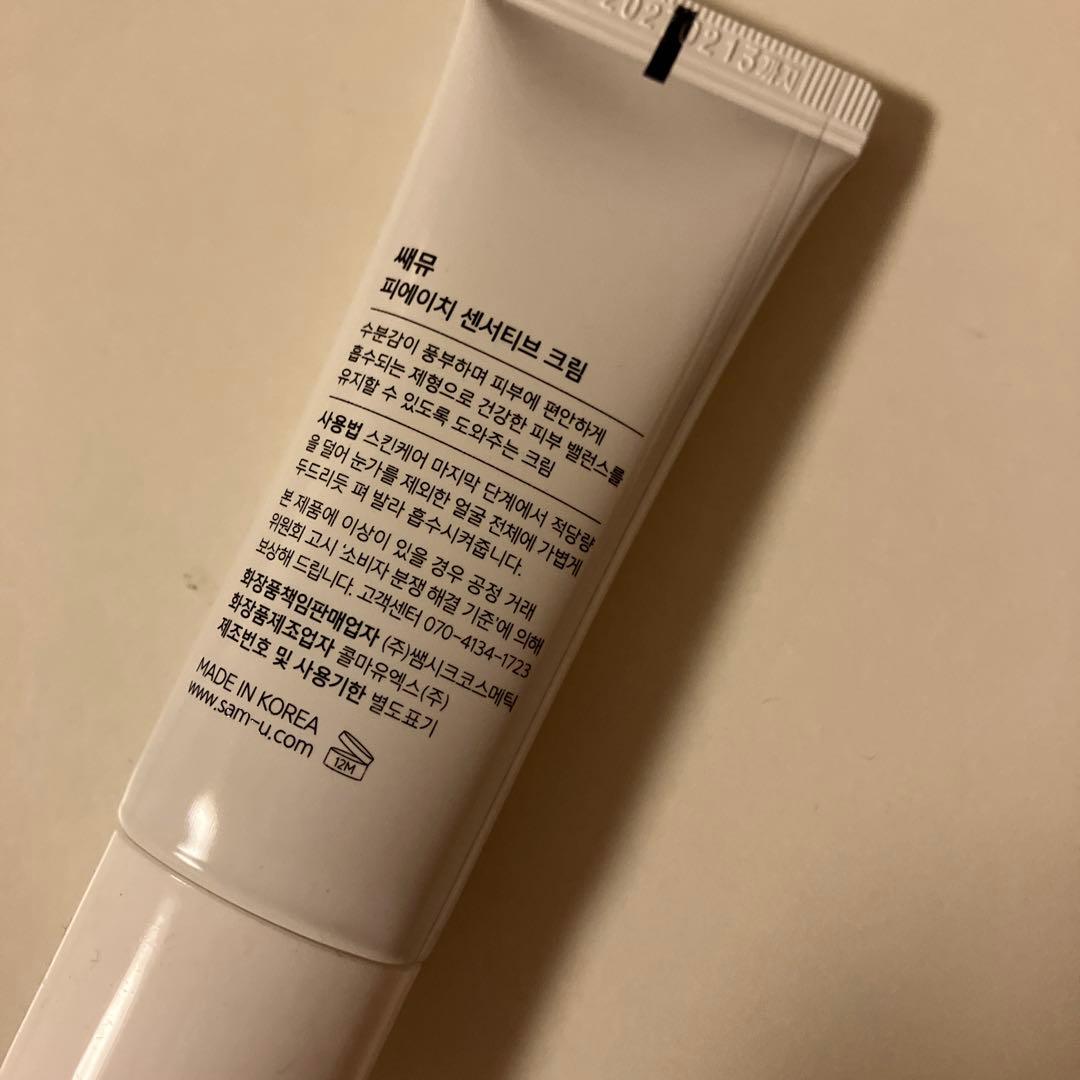 0215까지
쌔뮤
피에이치 센서티브 크림
수분감이 풍부하며 피부에 편안하게
흡수되는 제형으로 건강한 피부 밸런스를
유지할 수 있도록 도와주는 크림
사용법 스킨케어 마지막 단계에서 적당량
을 덜어 눈가를 제외한 얼굴 전체에 가볍게
두드리듯 펴 발라 흡수시켜줍니다.
본 제품에 이상이 있을 경우 공정 거래
위원회 고시 '소비자 분쟁 해결 기준'에 의해
보상해 드립니다. 고객센터 070-4134-1723
화장품책임판매업자 (주)쌤시크코스메틱
화장품제조업자 콜마유엑스(주)
제조번호 및 사용기한 별도표기
MADE IN KOREA
www.sam-u.com
12M